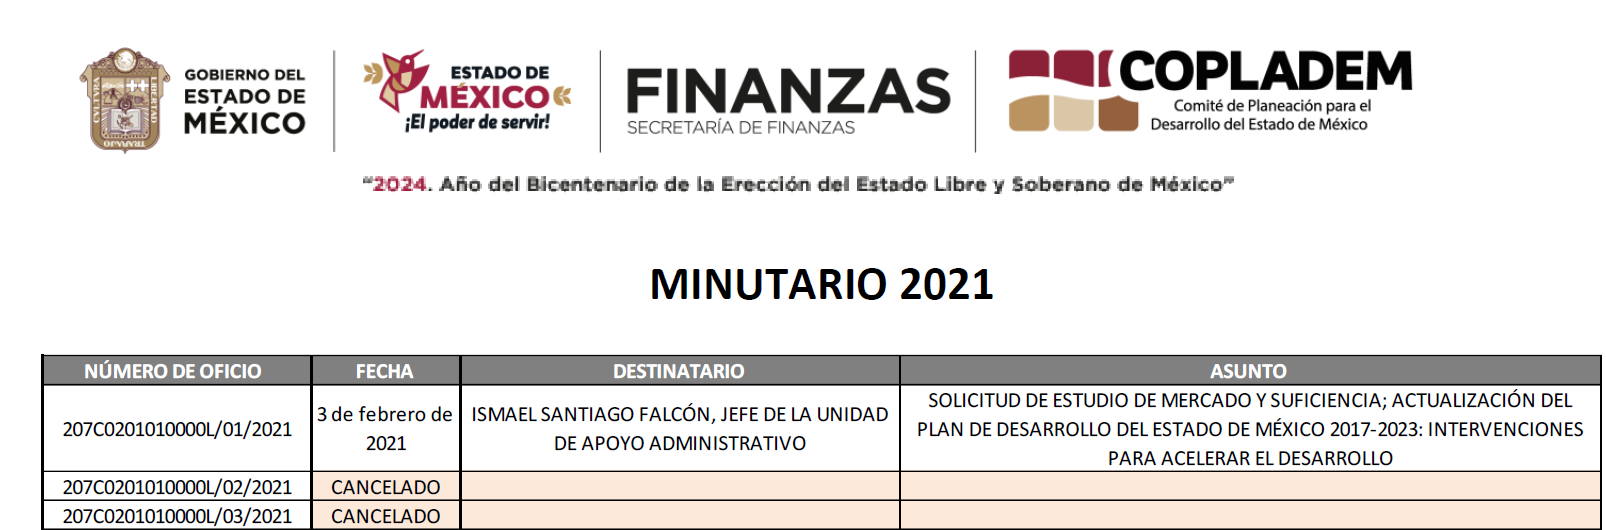 GOBIERNO DEL
ESTADO DE
MÉXICO
ESTADO DE
MÉXICO
¡El poder de servir!
FINANZAS
SECRETARÍA DE FINANZAS
COPLADEM
Comité de Planeación para el
Desarrollo del Estado de México
"2024. Año del Bicentenario de la Erección del Estado Libre y Soberano de México"
MINUTARIO 2021
NÚMERO DE OFICIO FECHA DESTINATARIO ASUNTO
207C0201010000L/01/2021
3 de febrero de
2021
ISMAEL SANTIAGO FALCÓN, JEFE DE LA UNIDAD
DE APOYO ADMINISTRATIVO
SOLICITUD DE ESTUDIO DE MERCADO Y SUFICIENCIA; ACTUALIZACIÓN DEL
PLAN DE DESARROLLO DEL ESTADO DE MÉXICO 2017-2023: INTERVENCIONES
PARA ACELERAR EL DESARROLLO
207C0201010000L/02/2021 CANCELADO
207C0201010000L/03/2021 CANCELADO